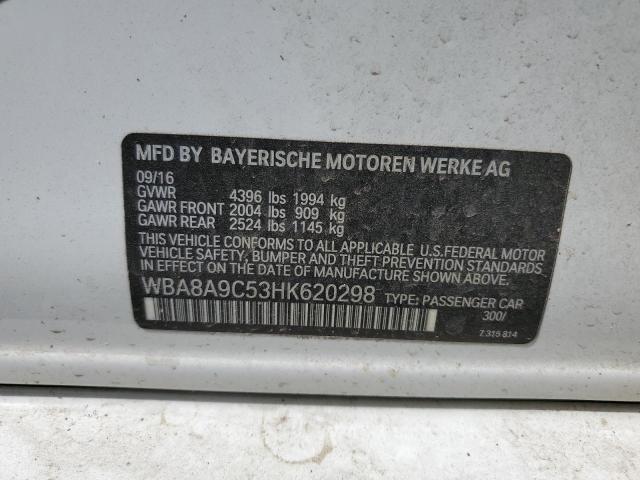 MFD BY BAYERISCHE MOTOREN WERKE AG
09/16
GVWR 4396 lbs 1994 kg
GAWR FRONT 2004 lbs 909 kg
GAWR REAR 2524 lbs 1145 kg
THIS VEHICLE CONFORMS TO ALL APPLICABLE U.S. FEDERAL MOTOR
VEHICLE SAFETY, BUMPER AND THEFT PREVENTION STANDARDS
IN EFFECT ON THE DATE OF MANUFACTURE SHOWN ABOVE.
WBA8A9C53HK620298 TYPE: PASSENGER CAR
300/
7 315 814